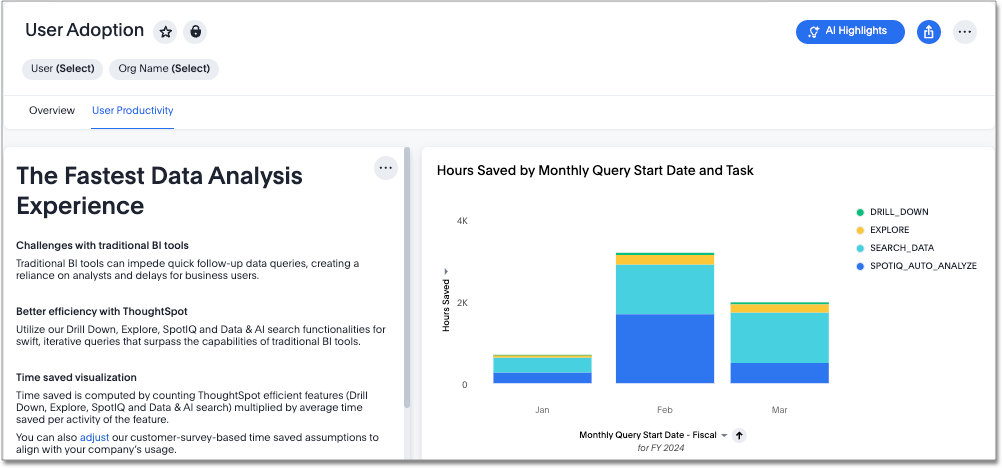 User Adoption
AI Highlights
User (Select)
Org Name (Select)
Overview
User Productivity
The Fastest Data Analysis
Experience
Challenges with traditional BI tools
Traditional BI tools can impede quick follow-up data queries, creating a
reliance on analysts and delays for business users.
Better efficiency with ThoughtSpot
Utilize our Drill Down, Explore, SpotIQ and Data & AI search functionalities for
swift, iterative queries that surpass the capabilities of traditional BI tools.
Time saved visualization
Time saved is computed by counting ThoughtSpot efficient features (Drill
Down, Explore, SpotIQ and Data & AI search) multiplied by average time
saved per activity of the feature.
You can also adjust our customer-survey-based time saved assumptions to
align with your company's usage.
Hours Saved by Monthly Query Start Date and Task
Hours Saved
4K
2K
0
Jan
Feb
Mar
Monthly Query Start Date - Fiscal
for FY 2024
DRILL_DOWN
EXPLORE
SEARCH_DATA
SPOTIQ_AUTO_ANALYZE